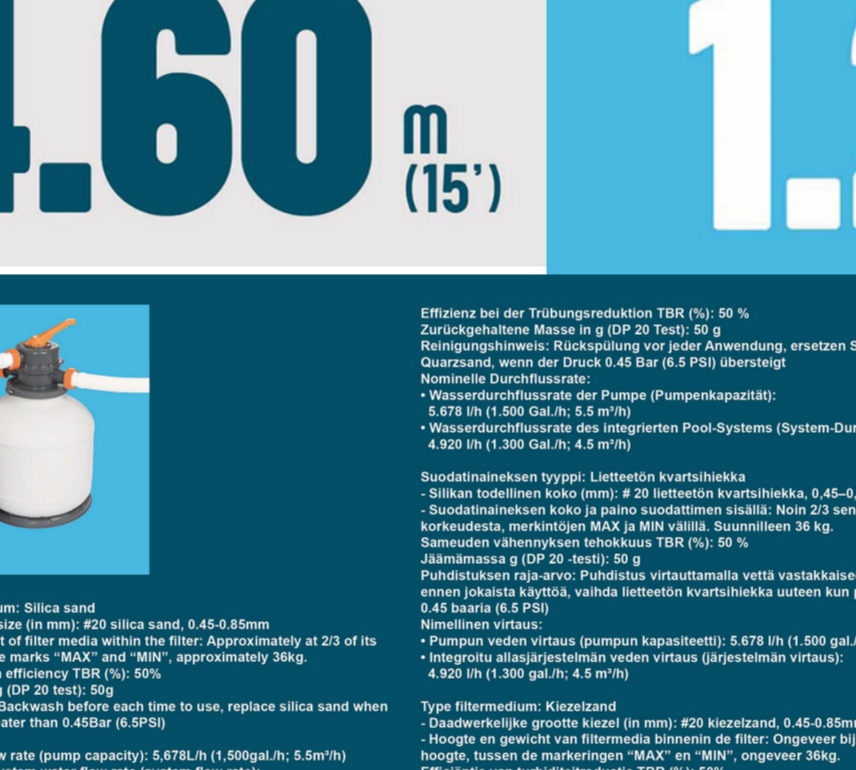 .60 m
(15')
1.
Effizienz bei der Trübungsreduktion TBR (%): 50 %
Zurückgehaltene Masse in g (DP 20 Test): 50 g
Reinigungshinweis: Rückspülung vor jeder Anwendung, ersetzen
Quarzsand, wenn der Druck 0.45 Bar (6.5 PSI) übersteigt
Nominelle Durchflussrate:
• Wasserdurchflussrate der Pumpe (Pumpenkapazität):
5.678 l/h (1.500 Gal./h; 5.5 m³/h)
• Wasserdurchflussrate des integrierten Pool-Systems
4.920 l/h (1.300 Gal./h; 4.5 m³/h)
Suodatinaineksen tyyppi: Lietteetön kvartsihiekka
- Silikan todellinen koko (mm): # 20 lietteetön kvartsihiekka,
- Suodatinaineksen koko ja paino suodattimen sisällä: Noin 2/3 sen
korkeudesta, merkintöjen MAX ja MIN välillä. Suunnilleen 36 kg.
Sameuden vähennyksen tehokkuus TBR (%): 50 %
Jäämämassa g (DP 20 -testi): 50 g
Puhdistuksen raja-arvo: Puhdistus virtauttamalla vettä
ennen jokaista käyttöä, vaihda lietteetön kvartsihiekka uuteen kun
0.45 baaria (6.5 PSI)
Nimellinen virtaus:
• Pumpun veden virtaus (pumpun kapasiteetti): 5.678 l/h (1.500 gal./
• Integroitu allasjärjestelmän veden virtaus (järjestelmän virtaus):
4.920 l/h (1.300 gal./h; 4.5 m³/h)
Type filtermedium: Kiezelzand
- Daadwerkelijke grootte kiezel (in mm): #20 kiezelzand, 0.45-0.85m
- Hoogte en gewicht van filtermedia binnenin de filter: Ongeveer bij
hoogte, tussen de markeringen “MAX” en “MIN”, ongeveer 36kg.
Efficiëntie van turbiditeitreductie TBR (%): 50%
um: Silica sand
size (in mm): #20 silica sand, 0.45-0.85mm
t of filter media within the filter: Approximately at 2/3 of its
e marks “MAX” and “MIN”, approximately 36kg.
efficiency TBR (%): 50%
(DP 20 test): 50g
Backwash before each time to use, replace silica sand when
ater than 0.45Bar (6.5PSI)
w rate (pump capacity): 5,678L/h (1,500gal./h; 5.5m³/h)